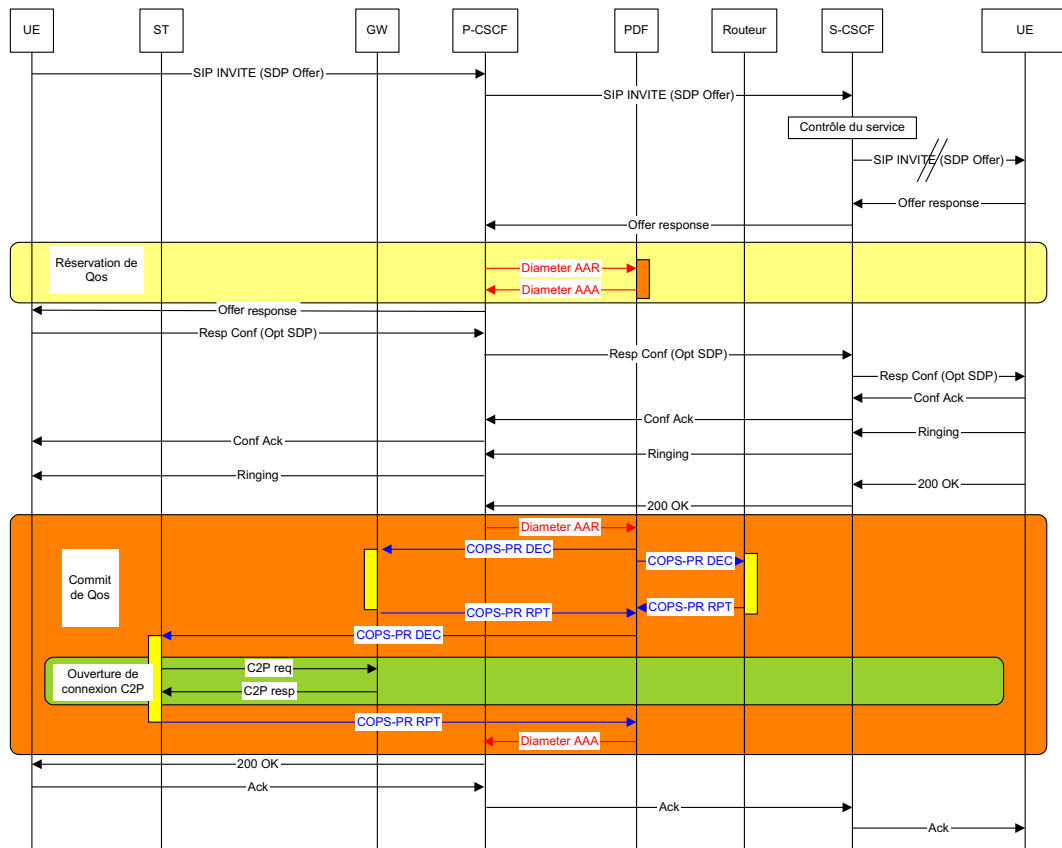 UE
ST
GW
P-CSCF
PDF
Routeur
S-CSCF
UE
SIP INVITE (SDP Offer)
SIP INVITE (SDP Offer)
Contrôle du service
SIP INVITE (SDP Offer)
Offer response
Offer response
Réservation de
Qos
Diameter AAR
Diameter AAA
Offer response
Resp Conf (Opt SDP)
Resp Conf (Opt SDP)
Resp Conf (Opt SDP)
Conf Ack
Conf Ack
Ringing
Conf Ack
Ringing
Ringing
200 OK
200 OK
Diameter AAR
COPS-PR DEC
COPS-PR DEC
Commit
de Qos
COPS-PR RPT
COPS-PR RPT
COPS-PR DEC
Ouverture de
connexion C2P
C2P req
C2P resp
COPS-PR RPT
Diameter AAA
200 OK
Ack
Ack
Ack